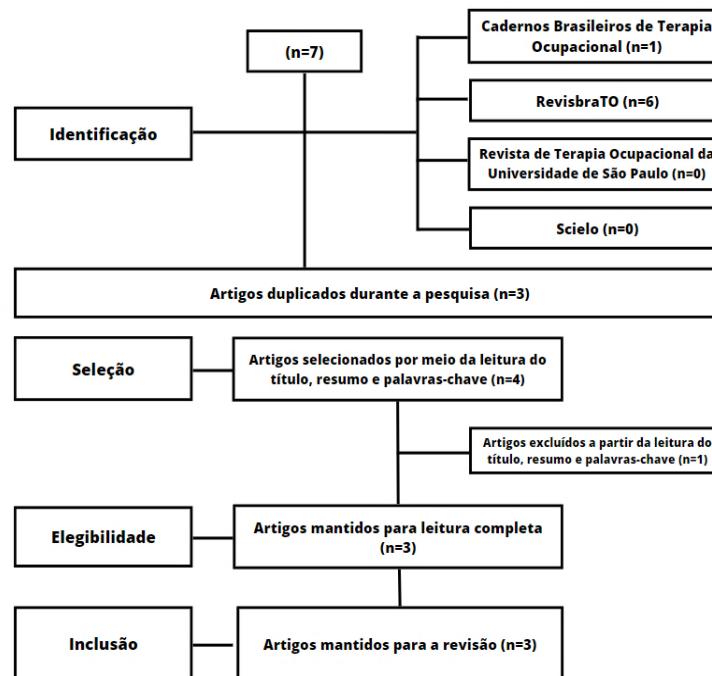 (n=7)
Cadernos Brasileiros de Terapia
Ocupacional (n=1)
RevisbraTO (n=6)
Identificação
Revista de Terapia Ocupacional da
Universidade de São Paulo (n=0)
Scielo (n=0)
Artigos duplicados durante a pesquisa (n=3)
Seleção
Artigos selecionados por meio da leitura do
título, resumo e palavras-chave (n=4)
Artigos excluídos a partir da leitura do
título, resumo e palavras-chave (n=1)
Elegibilidade
Artigos mantidos para leitura completa
(n=3)
Inclusão
Artigos mantidos para a revisão (n=3)